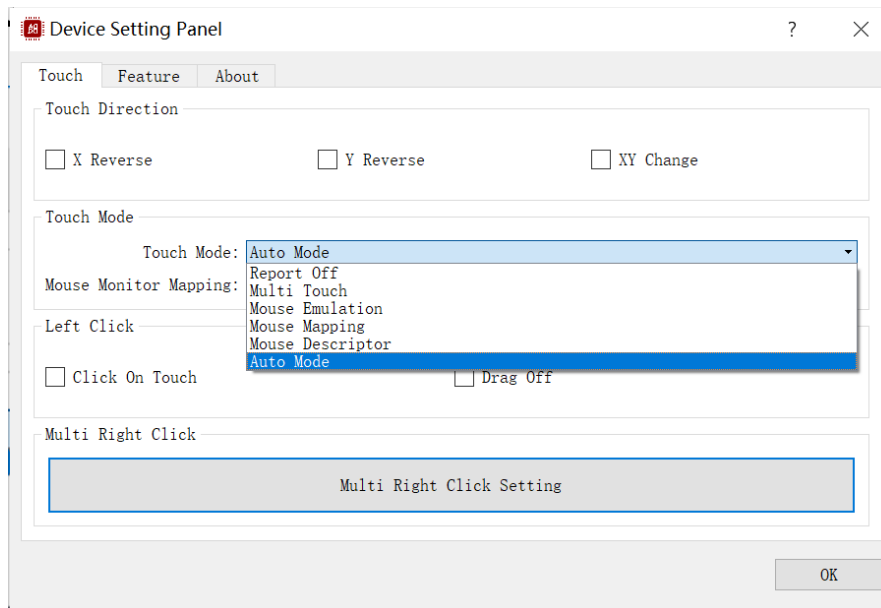 Device Setting Panel ?
Touch Feature About
Touch Direction
X Reverse Y Reverse XY Change
Touch Mode
Touch Mode: Auto Mode
Report Off
Mouse Monitor Mapping: Multi Touch
Mouse Emulation
Left Click Mouse Mapping
Mouse Descriptor
Auto Mode
Click On Touch Drag Off
Multi Right Click
Multi Right Click Setting
OK